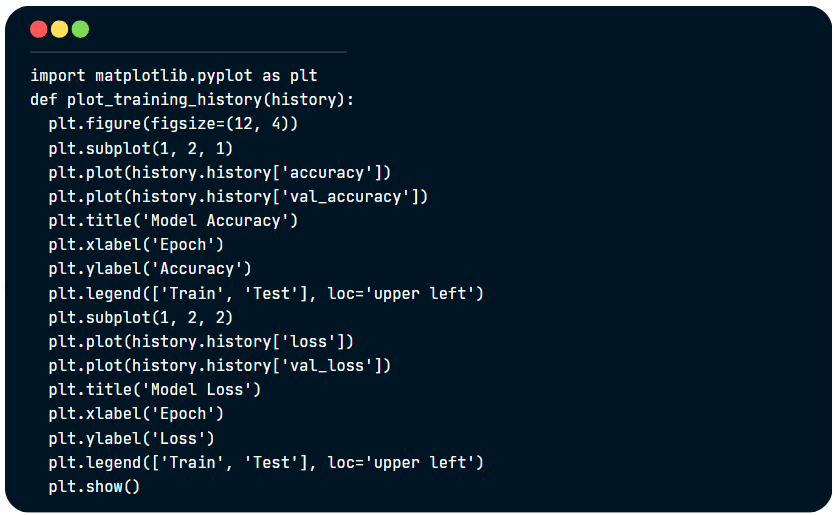 import matplotlib.pyplot as plt
def plot_training_history(history):
  plt.figure(figsize=(12, 4))
  plt.subplot(1, 2, 1)
  plt.plot(history.history['accuracy'])
  plt.plot(history.history['val_accuracy'])
  plt.title('Model Accuracy')
  plt.xlabel('Epoch')
  plt.ylabel('Accuracy')
  plt.legend(['Train', 'Test'], loc='upper left')
  plt.subplot(1, 2, 2)
  plt.plot(history.history['loss'])
  plt.plot(history.history['val_loss'])
  plt.title('Model Loss')
  plt.xlabel('Epoch')
  plt.ylabel('Loss')
  plt.legend(['Train', 'Test'], loc='upper left')
  plt.show()